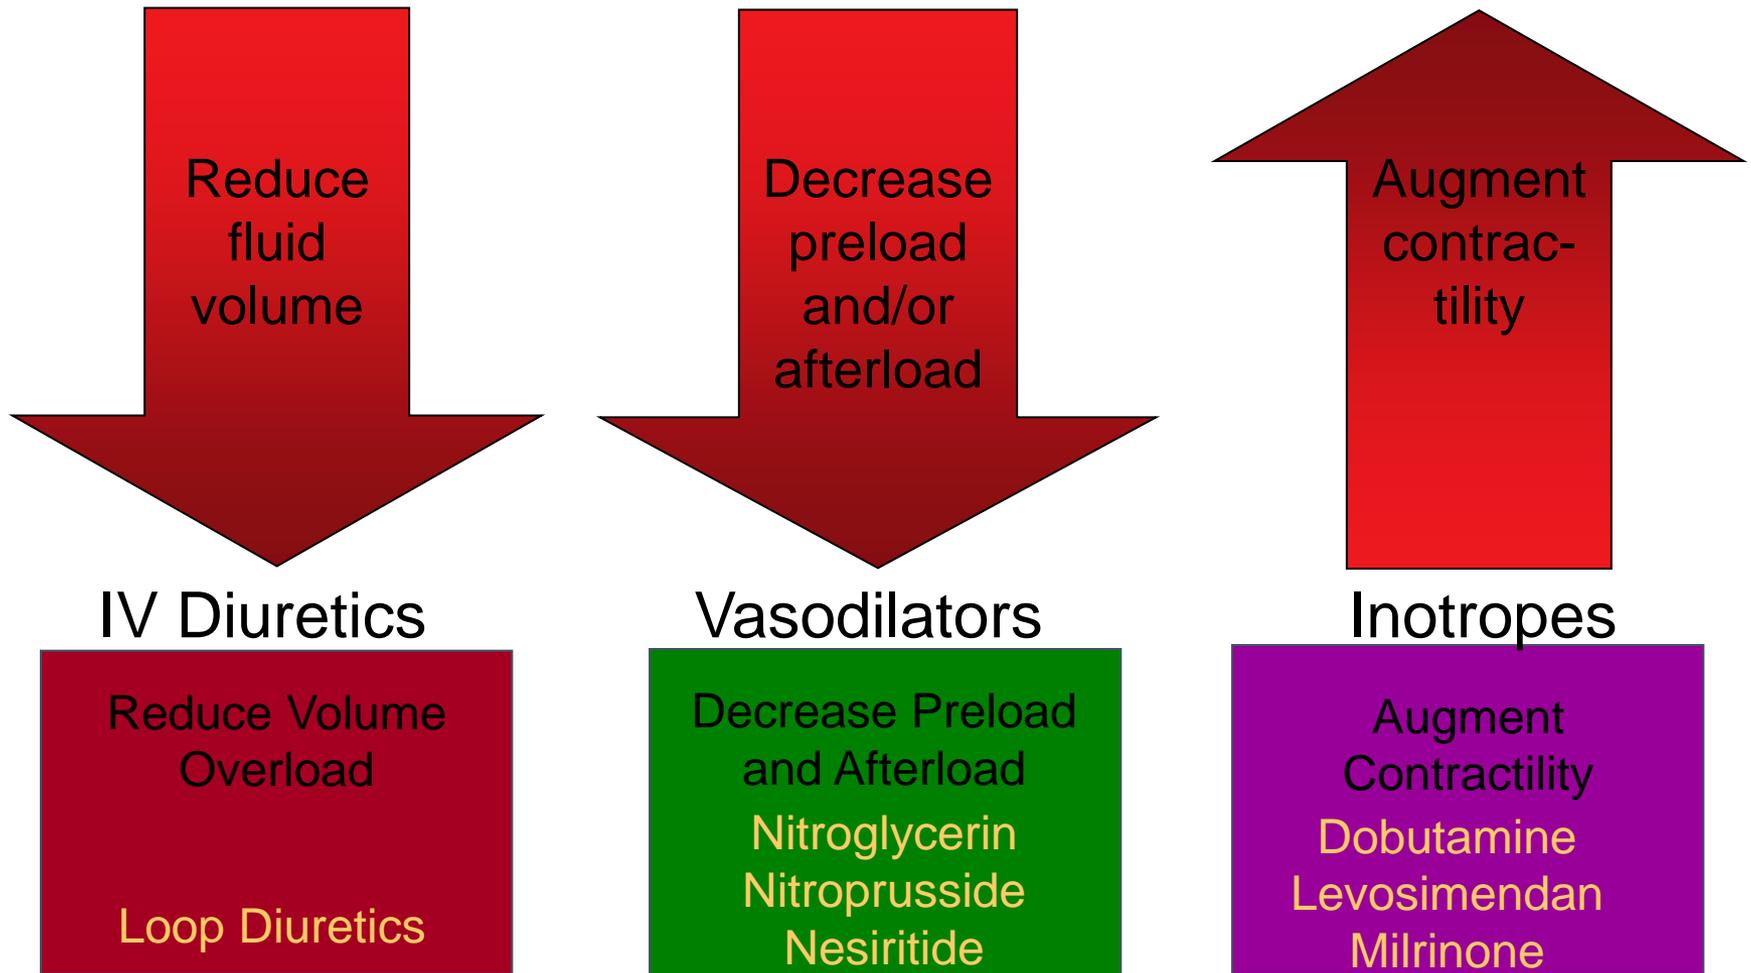 Reduce
fluid
volume
Decrease
preload
and/or
afterload
Augment
contrac-
tility
IV Diuretics
Vasodilators
Inotropes
Reduce Volume
Overload
Loop Diuretics
Decrease Preload
and Afterload
Nitroglycerin
Nitroprusside
Nesiritide
Augment
Contractility
Dobutamine
Levosimendan
Milrinone